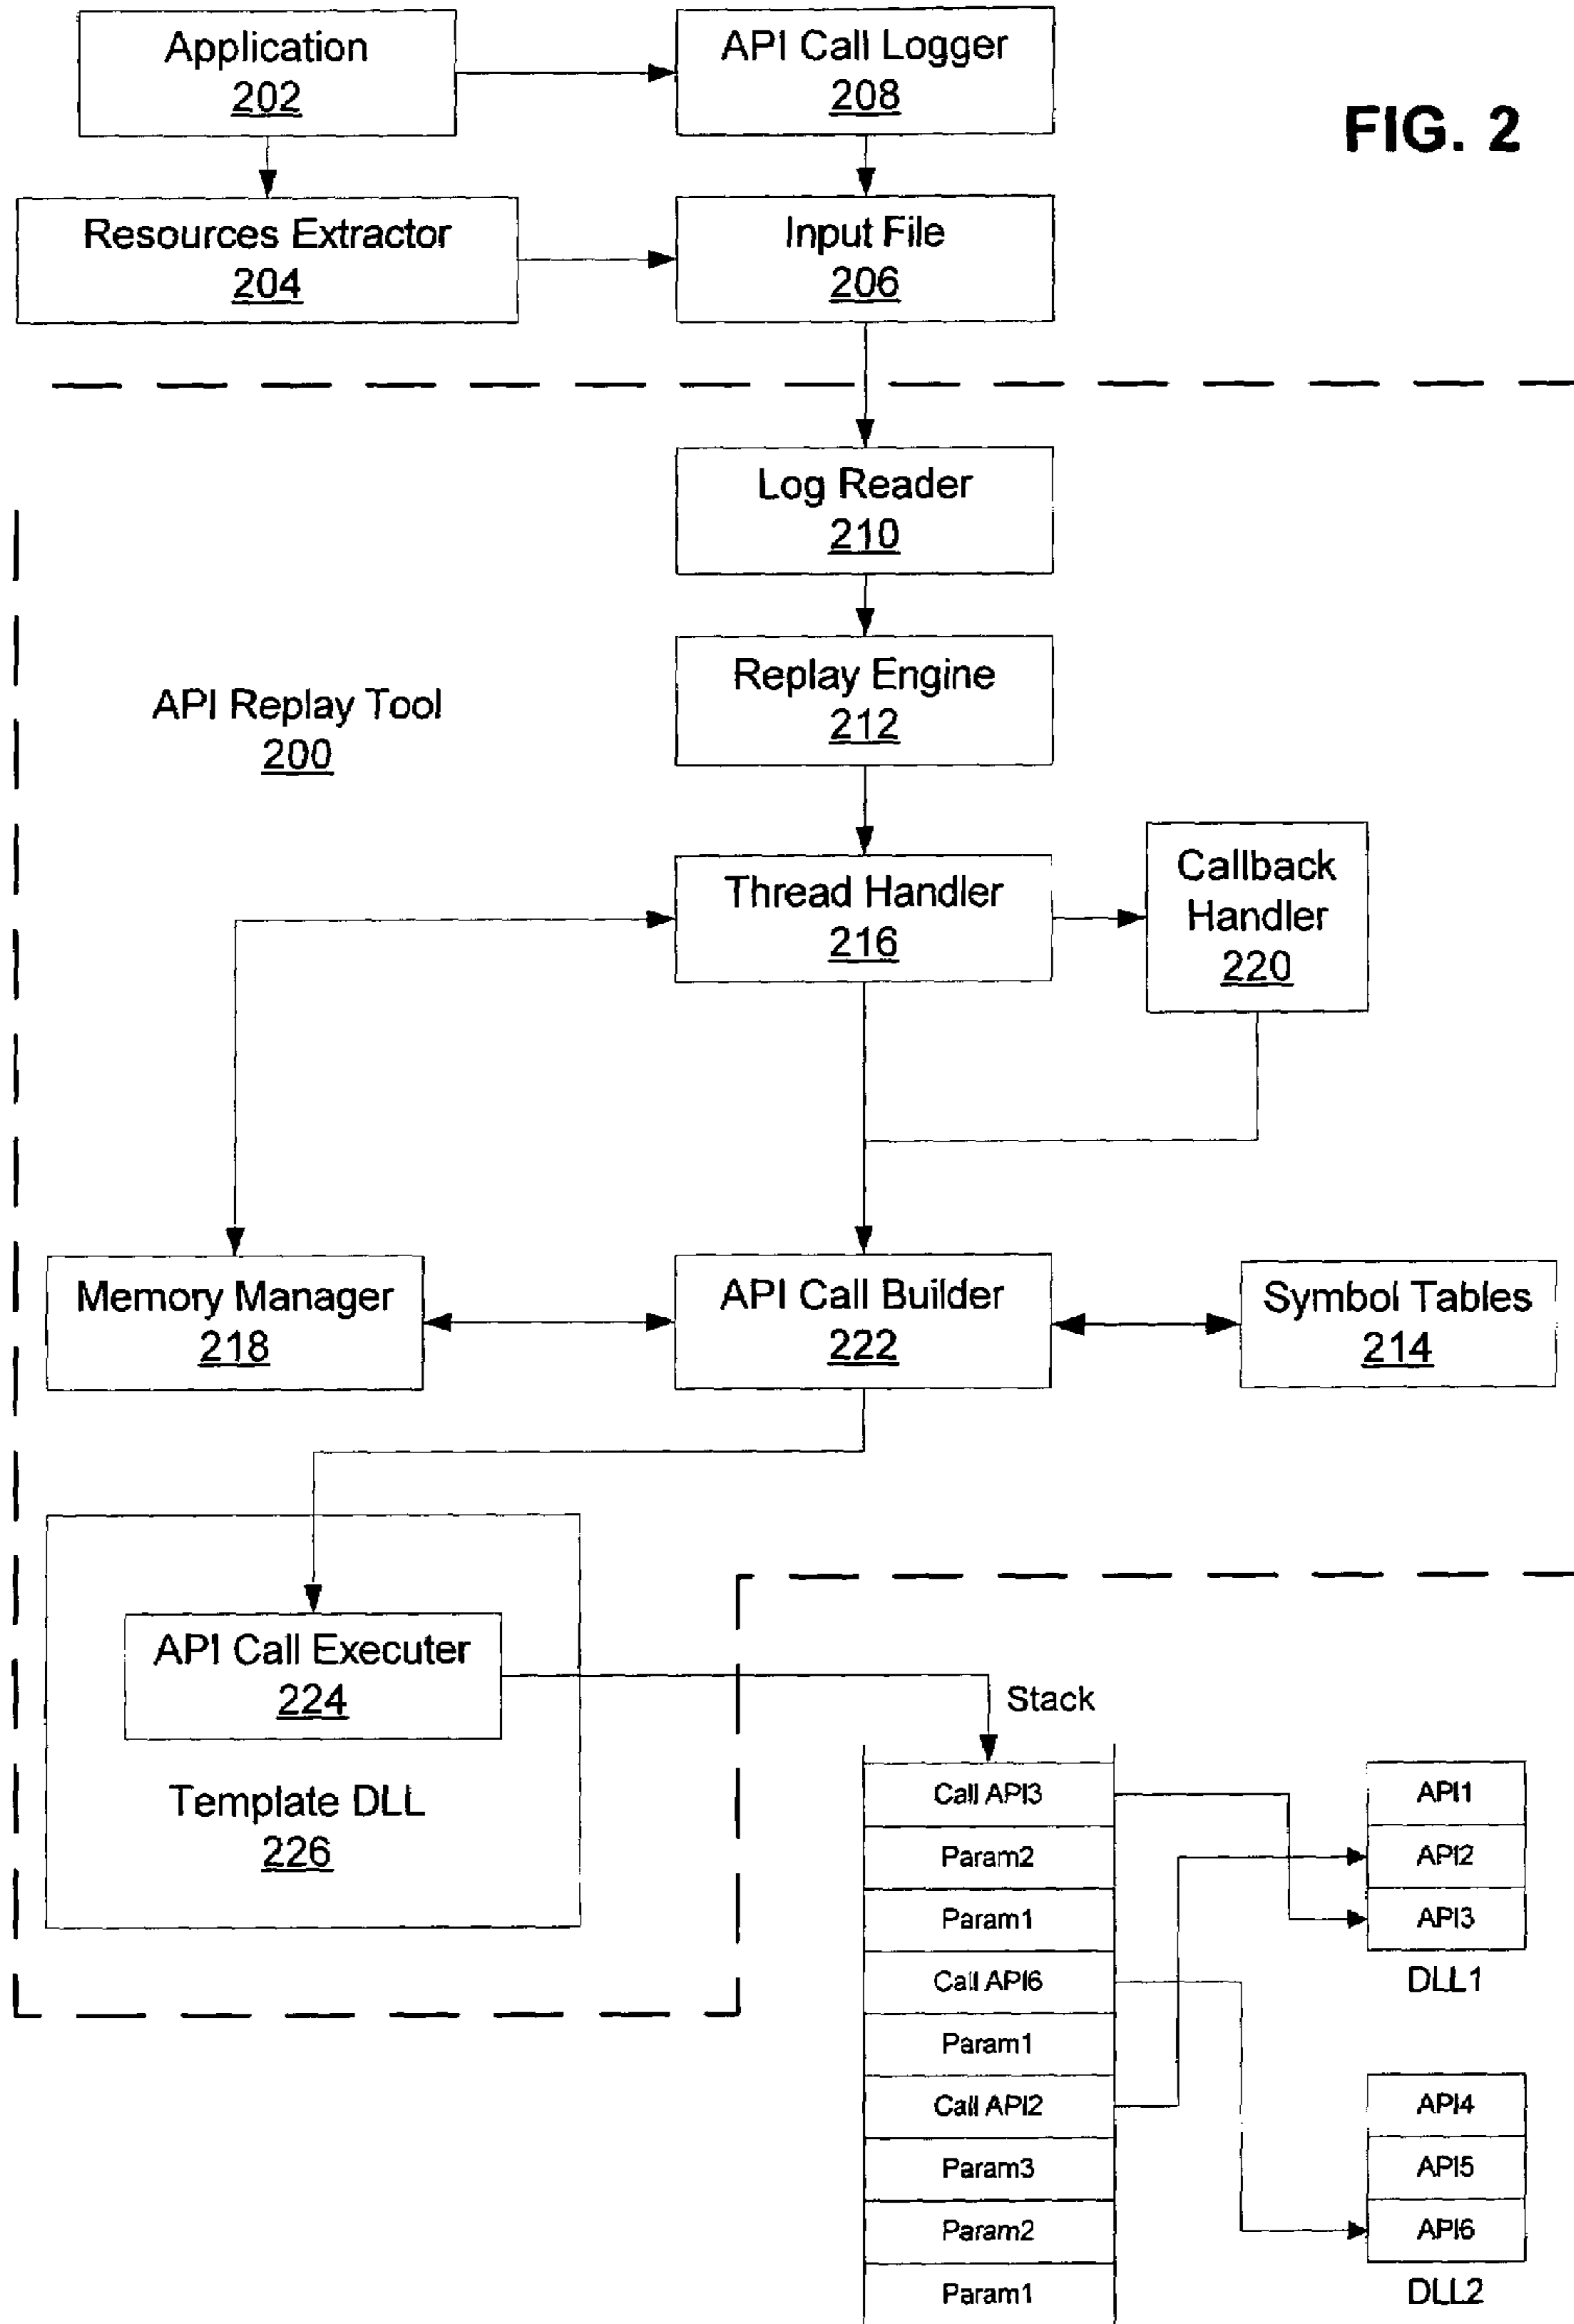 Application
202
API Call Logger
208
FIG. 2
Resources Extractor
204
Input File
206
Log Reader
210
Replay Engine
212
API Replay Tool
200
Thread Handler
216
Callback
Handler
220
Memory Manager
218
API Call Builder
222
Symbol Tables
214
API Call Executer
224
Template DLL
226
Stack
Call API3
Param2
Param1
Call API6
Param1
Call API2
Param3
Param2
Param1
API1
API2
API3
DLL1
API4
API5
API6
DLL2